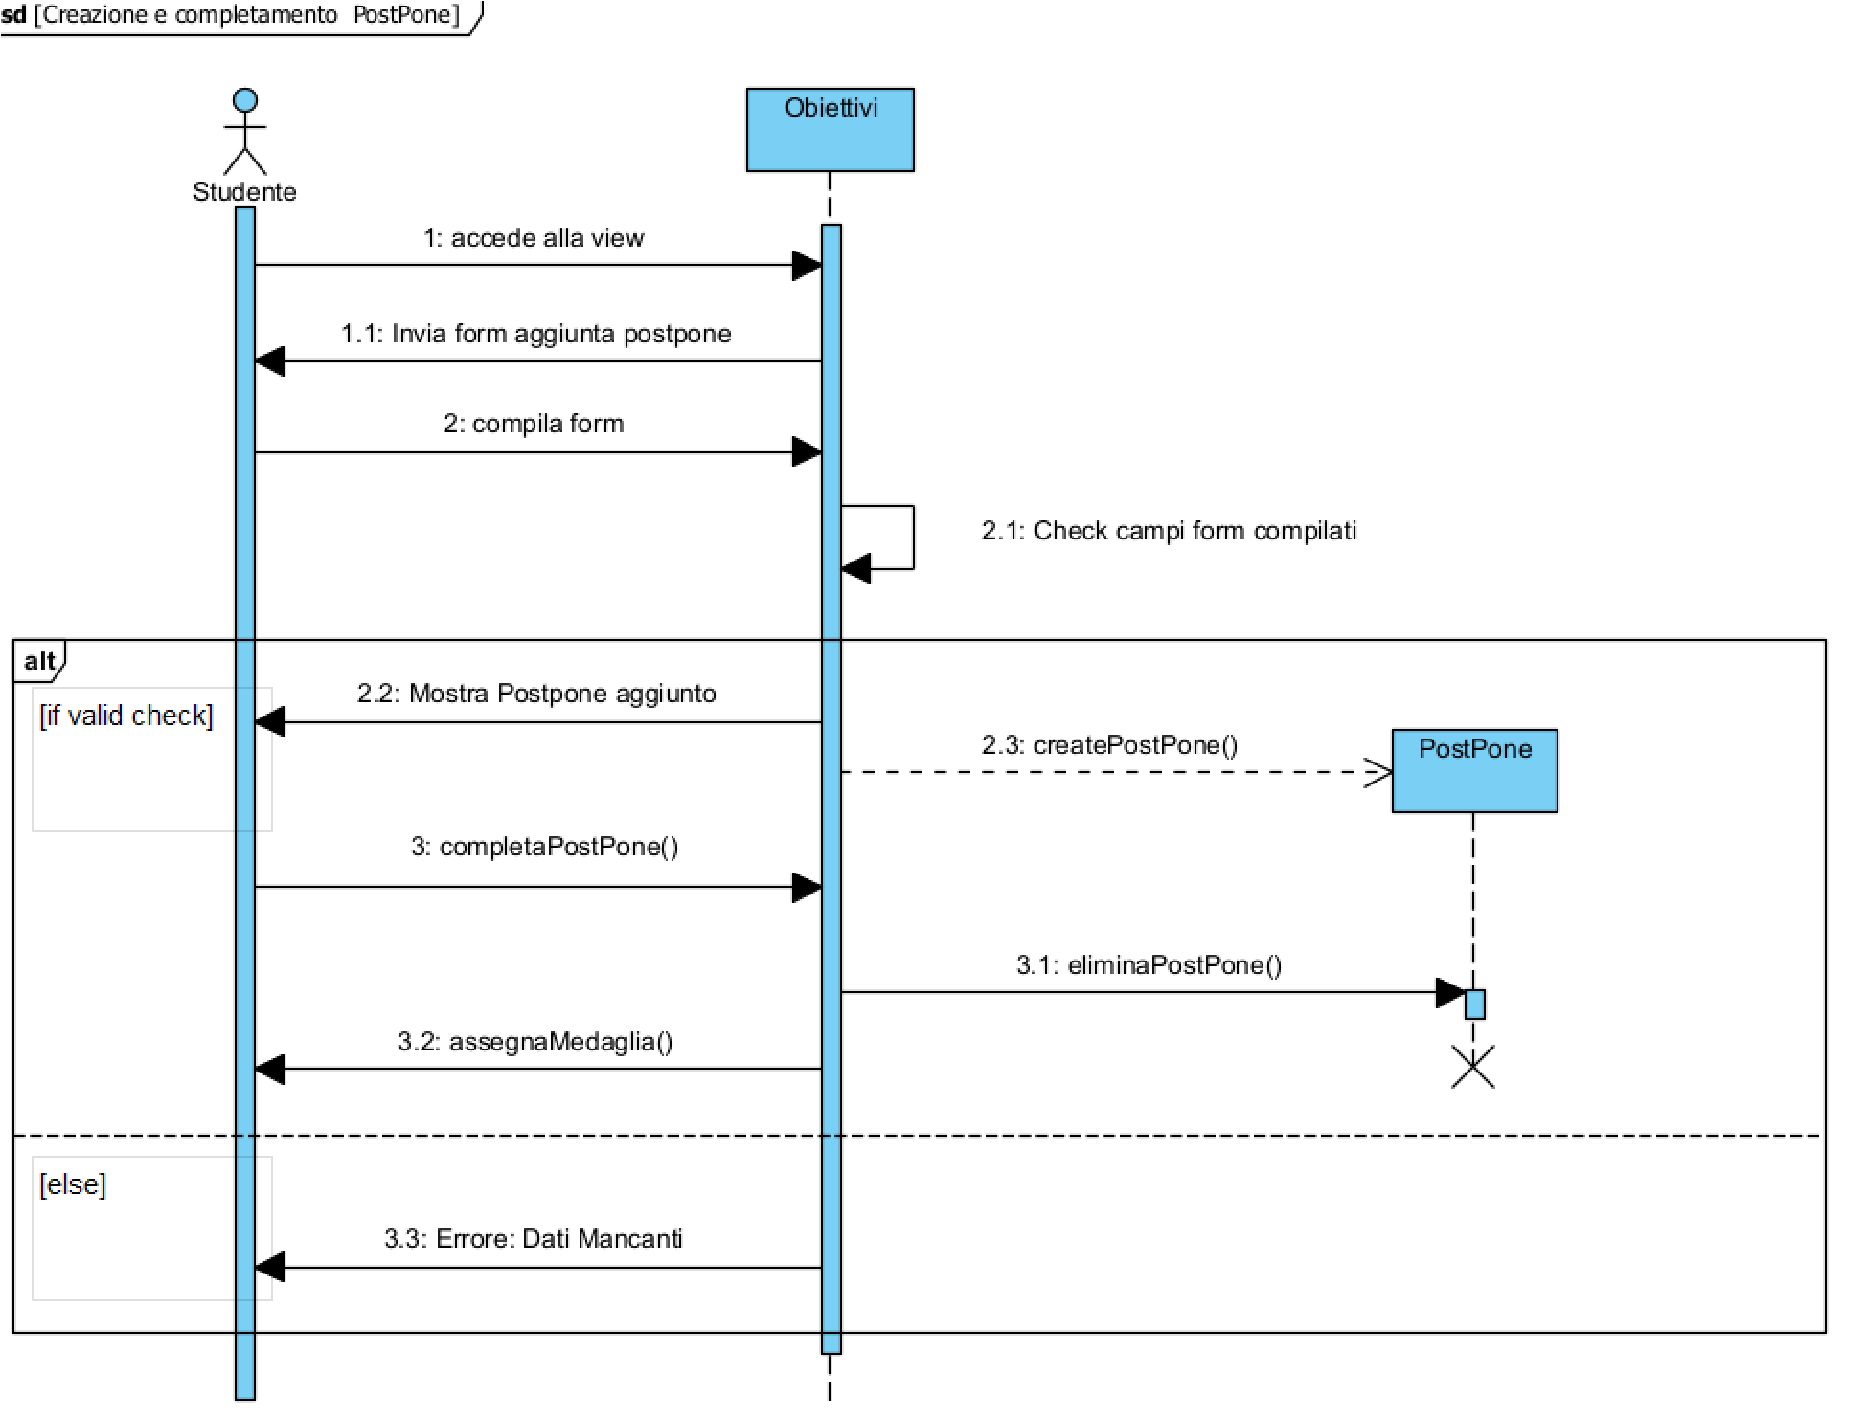 sd [Creazione e completamento PostPone]
Obiettivi
Studente
1: accede alla view
1.1: Invia form aggiunta postpone
2: compila form
2.1: Check campi form compilati
alt
2.2: Mostra Postpone aggiunto
[if valid check]
2.3: createPostPone()
PostPone
3: completaPostPone()
3.1: eliminaPostPone()
3.2: assegnaMedaglia()
[else]
3.3: Errore: Dati Mancanti